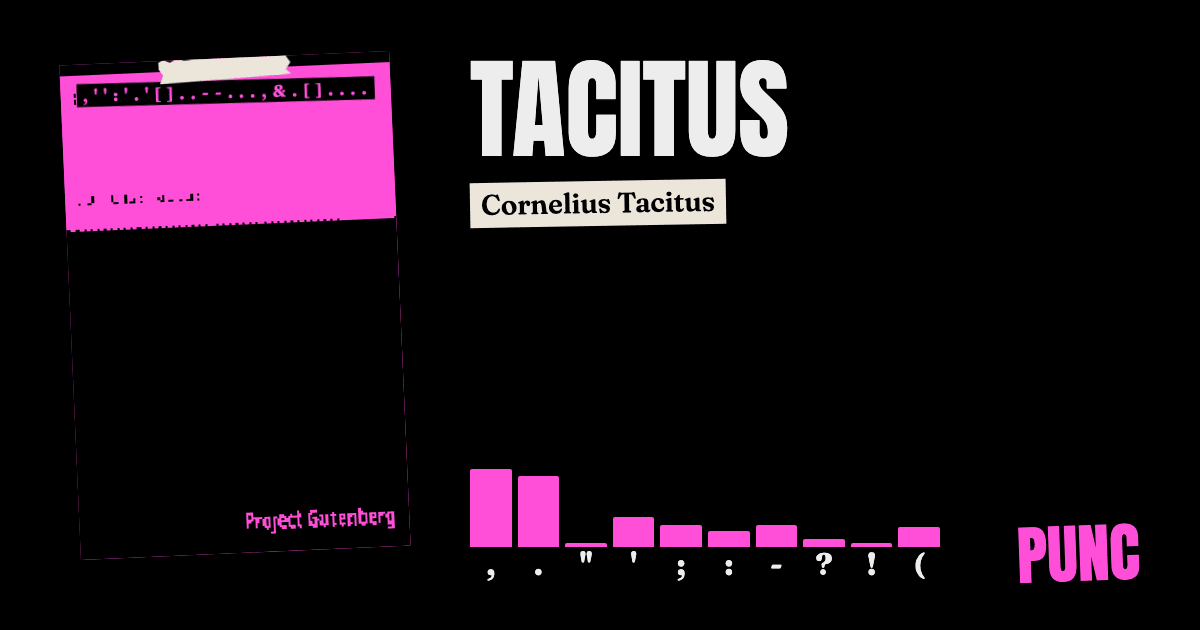 :,'':'.'[]..--...,&.[]....
Project Gutenberg
TACITUS
Cornelius Tacitus
, . " ' ; : - ? ! (
PUNC